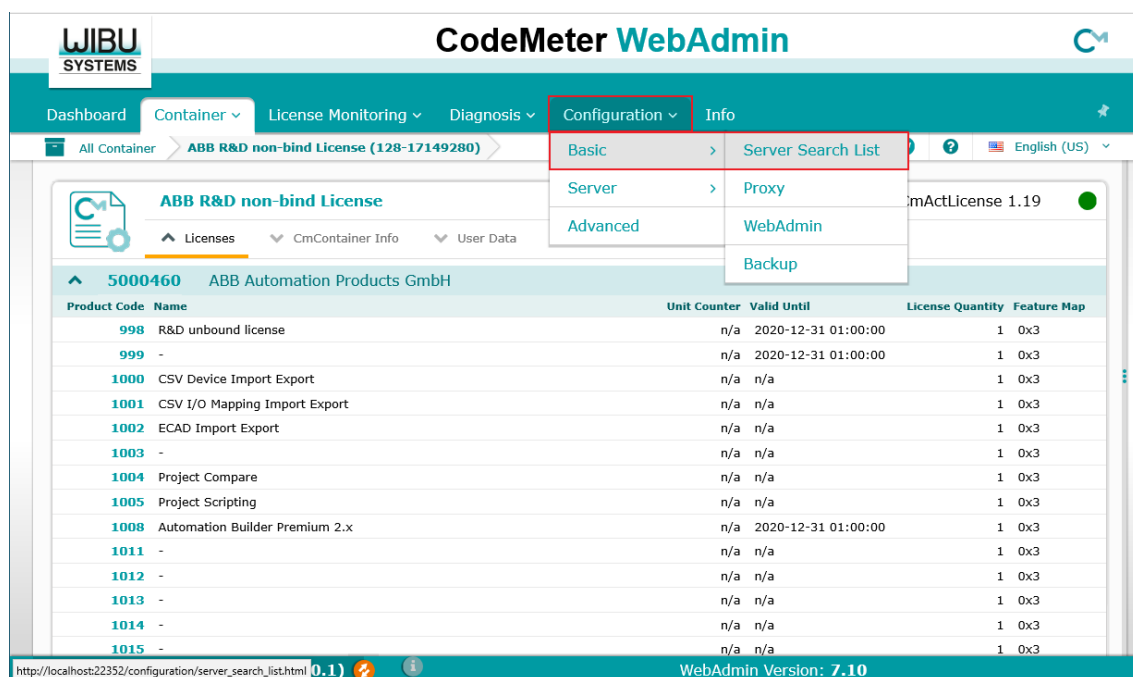 WIBU
SYSTEMS
CodeMeter WebAdmin
Dashboard Container License Monitoring Diagnosis Configuration Info
All Container ABB R&D non-bind License (128-17149280)
English (US)
Basic
Server
Advanced
Server Search List
Proxy
WebAdmin
Backup
ABB R&D non-bind License
CmActLicense 1.19
Licenses CmContainer Info User Data
5000460 ABB Automation Products GmbH
Product Code Name Unit Counter Valid Until License Quantity Feature Map
998 R&D unbound license n/a 2020-12-31 01:00:00 1 0x3
999 - n/a 2020-12-31 01:00:00 1 0x3
1000 CSV Device Import Export n/a n/a 1 0x3
1001 CSV I/O Mapping Import Export n/a n/a 1 0x3
1002 ECAD Import Export n/a n/a 1 0x3
1003 - n/a n/a 1 0x3
1004 Project Compare n/a n/a 1 0x3
1005 Project Scripting n/a n/a 1 0x3
1008 Automation Builder Premium 2.x n/a 2020-12-31 01:00:00 1 0x3
1011 - n/a n/a 1 0x3
1012 - n/a n/a 1 0x3
1013 - n/a n/a 1 0x3
1014 - n/a n/a 1 0x3
1015 - n/a n/a 1 0x3
http://localhost:22352/configuration/server_search_list.html 0.1) WebAdmin Version: 7.10